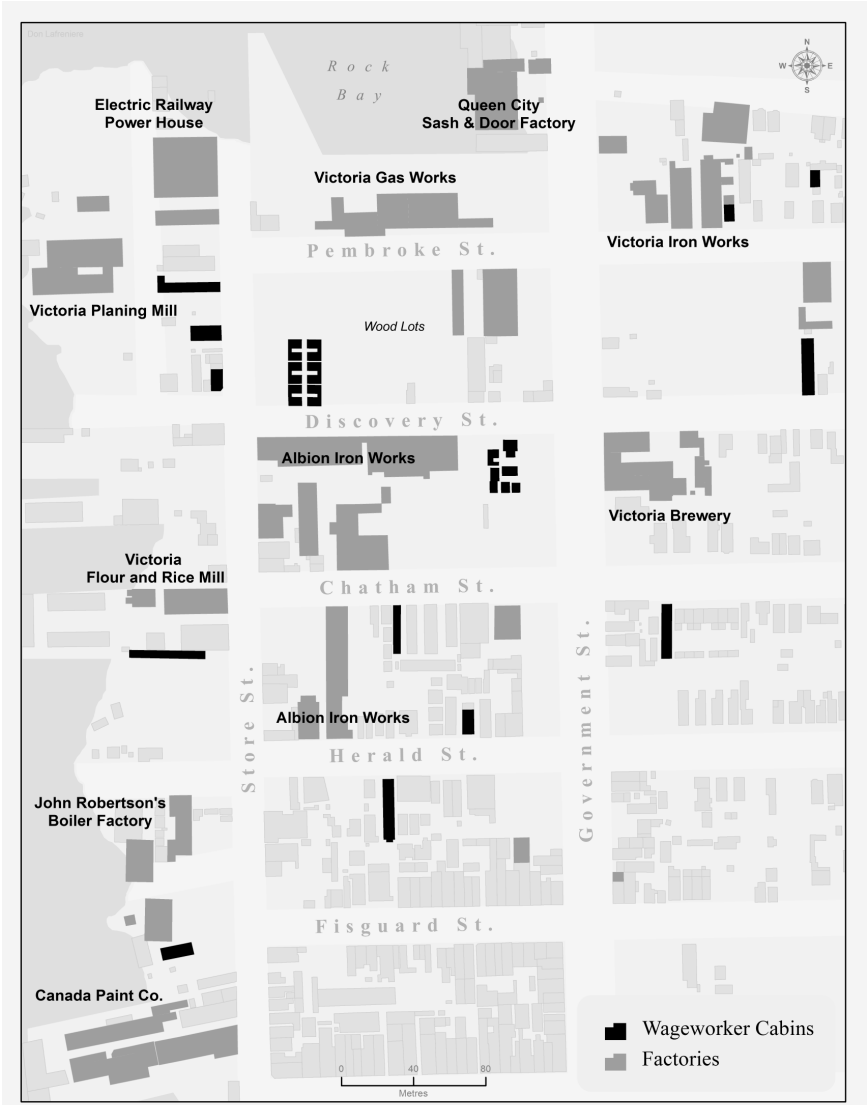 Don Lafreniere
Rock
Bay
N
W
E
S
Electric Railway
Power House
Queen City
Sash & Door Factory
Victoria Gas Works
Pembroke St.
Victoria Iron Works
Victoria Planing Mill
Wood Lots
Discovery St.
Albion Iron Works
Victoria Brewery
Victoria
Flour and Rice Mill
Chatham St.
Store St.
Government St.
Albion Iron Works
Herald St.
John Robertson's
Boiler Factory
Fisguard St.
Canada Paint Co.
Wageworker Cabins
Factories
0
40
80
Metres